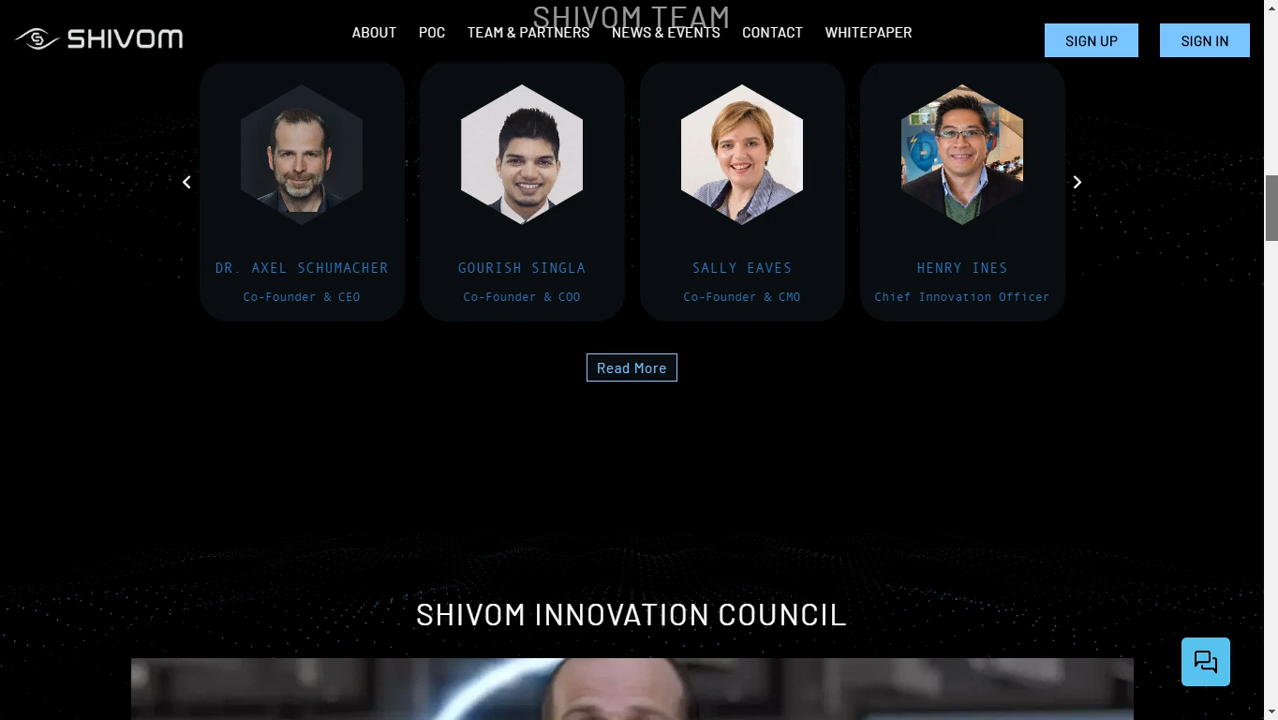 SHIVOM TEAM
SHIVOM
ABOUT
POC
TEAM & PARTNERS
NEWS & EVENTS
CONTACT
WHITEPAPER
SIGN UP
SIGN IN
DR. AXEL SCHUMACHER
Co-Founder & CEO
GOURISH SINGLA
Co-Founder & COO
SALLY EAVES
Co-Founder & CMO
HENRY INES
Chief Innovation Officer
Read More
SHIVOM INNOVATION COUNCIL